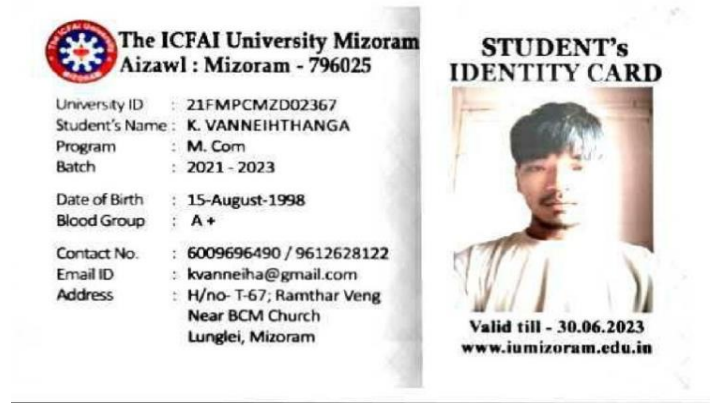 The ICFAI University Mizoram
Aizawl : Mizoram - 796025
University ID : 21FMPCMZD02367
Student's Name : K. VANNEIHTHANGA
Program : M. Com
Batch : 2021 - 2023
Date of Birth : 15-August-1998
Blood Group : A +
Contact No. : 6009696490 / 9612628122
Email ID : kvanneiha@gmail.com
Address : H/no- T-67; Ramthar Veng
Near BCM Church
Lunglei, Mizoram
STUDENT's
IDENTITY CARD
Valid till - 30.06.2023
www.iumizoram.edu.in